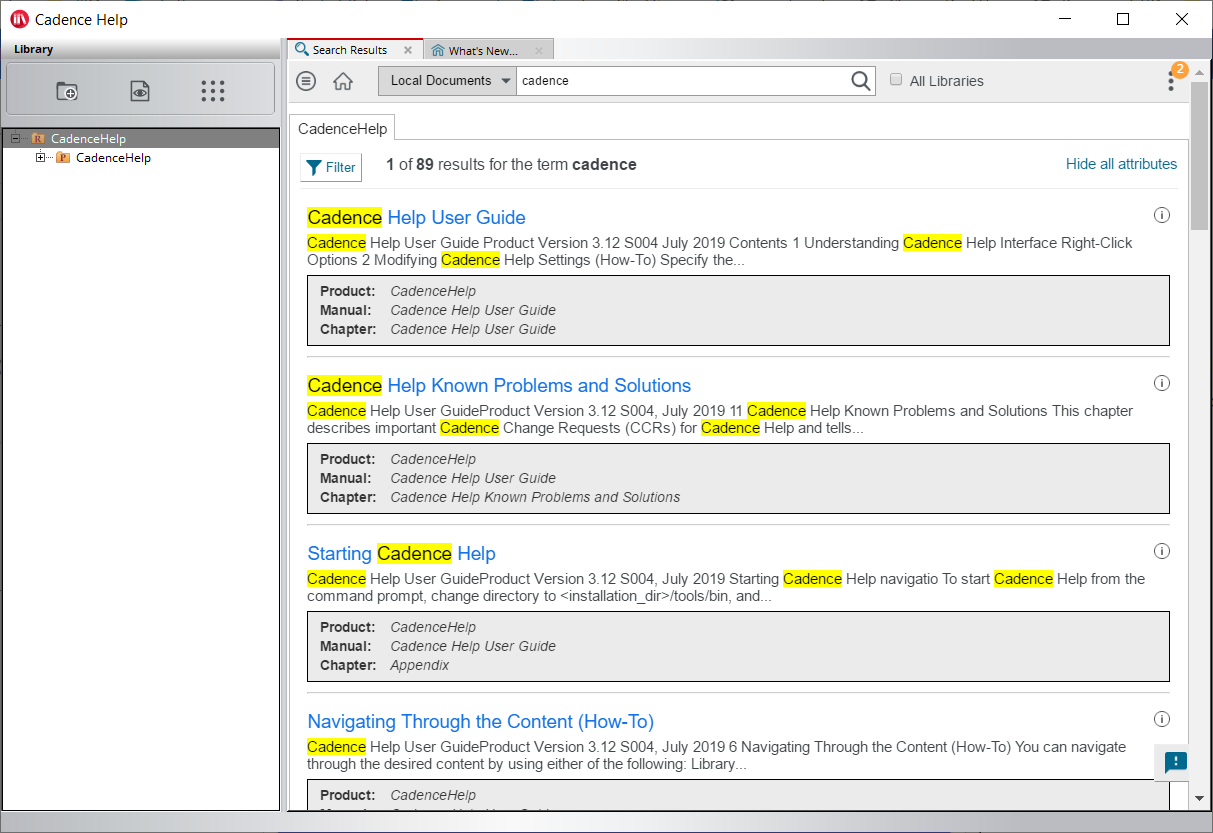 Cadence Help
Library
Search Results
What's New...
Local Documents
cadence
All Libraries
2
R CadenceHelp
P CadenceHelp
CadenceHelp
Filter
1 of 89 results for the term cadence
Hide all attributes
Cadence Help User Guide
Cadence Help User Guide Product Version 3.12 S004 July 2019 Contents 1 Understanding Cadence Help Interface Right-Click
Options 2 Modifying Cadence Help Settings (How-To) Specify the...
Product: CadenceHelp
Manual: Cadence Help User Guide
Chapter: Cadence Help User Guide
Cadence Help Known Problems and Solutions
Cadence Help User GuideProduct Version 3.12 S004, July 2019 11 Cadence Help Known Problems and Solutions This chapter
describes important Cadence Change Requests (CCRs) for Cadence Help and tells...
Product: CadenceHelp
Manual: Cadence Help User Guide
Chapter: Cadence Help Known Problems and Solutions
Starting Cadence Help
Cadence Help User GuideProduct Version 3.12 S004, July 2019 Starting Cadence Help navigatio To start Cadence Help from the
command prompt, change directory to <installation_dir>/tools/bin, and...
Product: CadenceHelp
Manual: Cadence Help User Guide
Chapter: Appendix
Navigating Through the Content (How-To)
Cadence Help User GuideProduct Version 3.12 S004, July 2019 6 Navigating Through the Content (How-To) You can navigate
through the desired content by using either of the following: Library...
Product: CadenceHelp